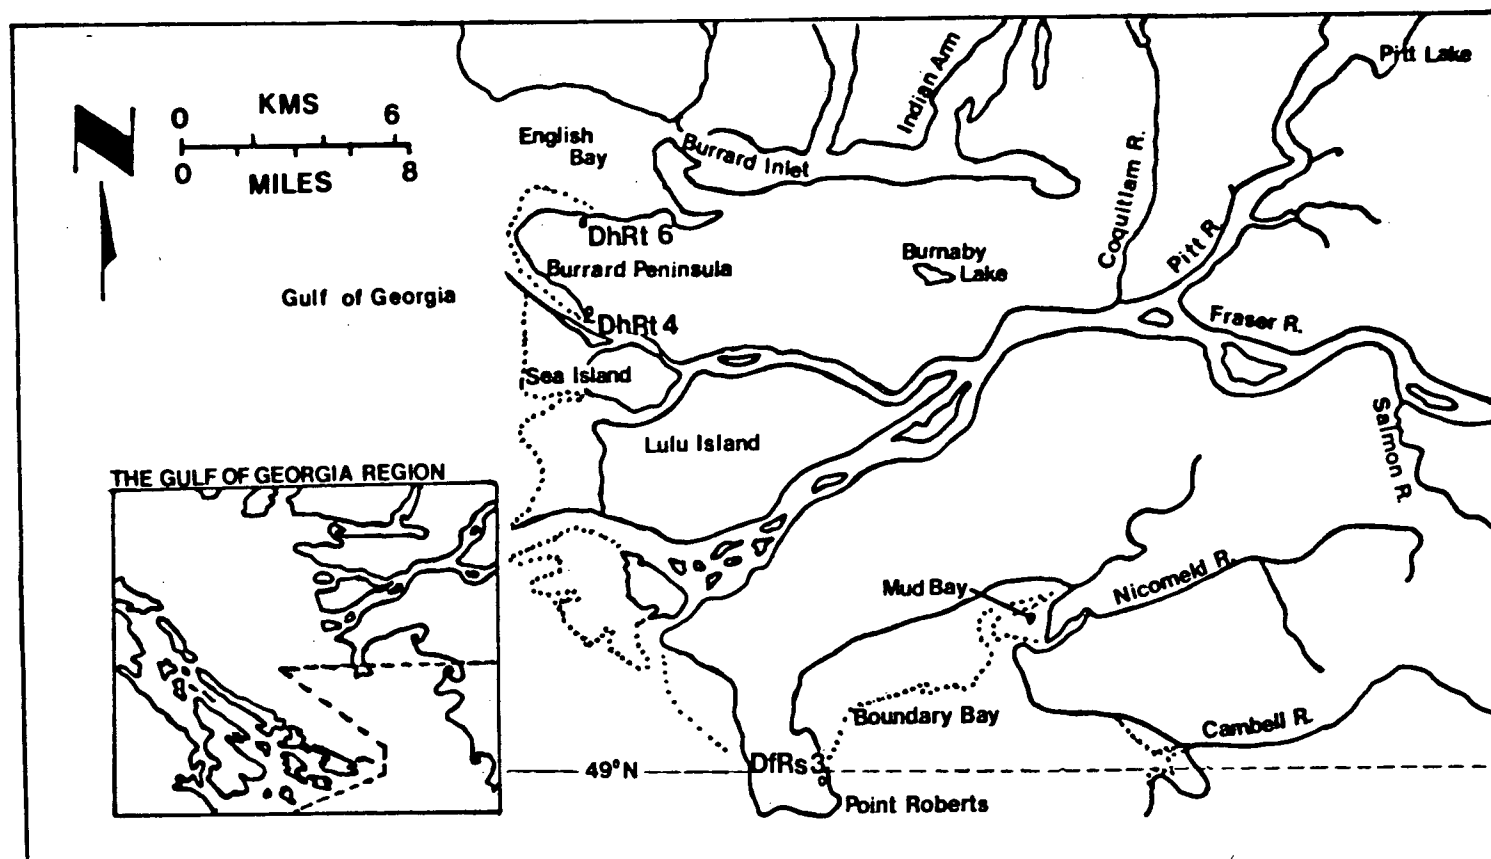 Pitt Lake
0 KMS 6
0 MILES 8
English
Bay
Burrard Inlet
Indian Arm
Coquitlam R.
Pitt R.
DhRt 6
Burrard Peninsula
Burnaby
Lake
Gulf of Georgia
DhRt 4
Fraser R.
Sea Island
Lulu Island
Salmon R.
THE GULF OF GEORGIA REGION
Mud Bay
Nicomekl R.
Boundary Bay
Cambell R.
DfRs 3
49°N
Point Roberts